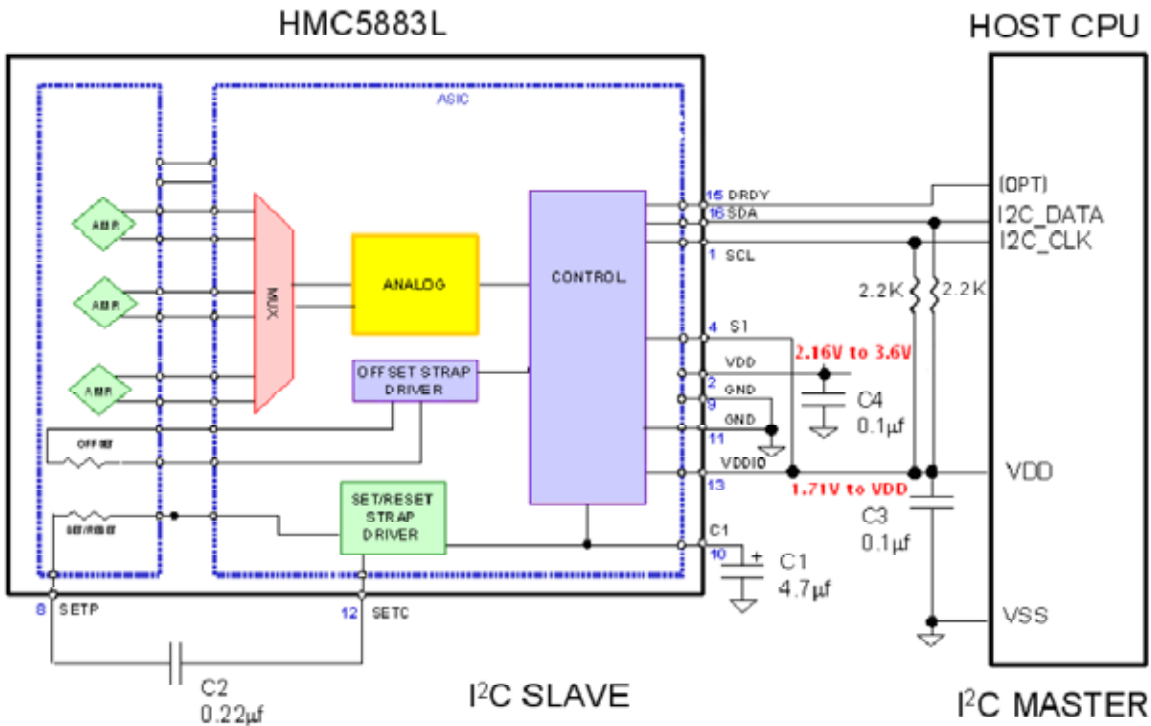 HMC5883L
HOST CPU
ASIC
AMR
AMR
AMR
MUX
ANALOG
CONTROL
OFFSET STRAP
DRIVER
OFFSET
SET/RESET
SET/RESET
STRAP
DRIVER
15 DRDY
16 SDA
1 SCL
4 S1
VDD
2
GND
9
GND
11
VDDIO
13
C1
10
(OPT)
I2C_DATA
I2C_CLK
2.2K
2.2K
2.16V to 3.6V
C4
0.1µf
VDD
1.71V to VDD
C3
0.1µf
+
C1
4.7µf
VSS
8 SETP
12 SETC
C2
0.22µf
I²C SLAVE
I²C MASTER